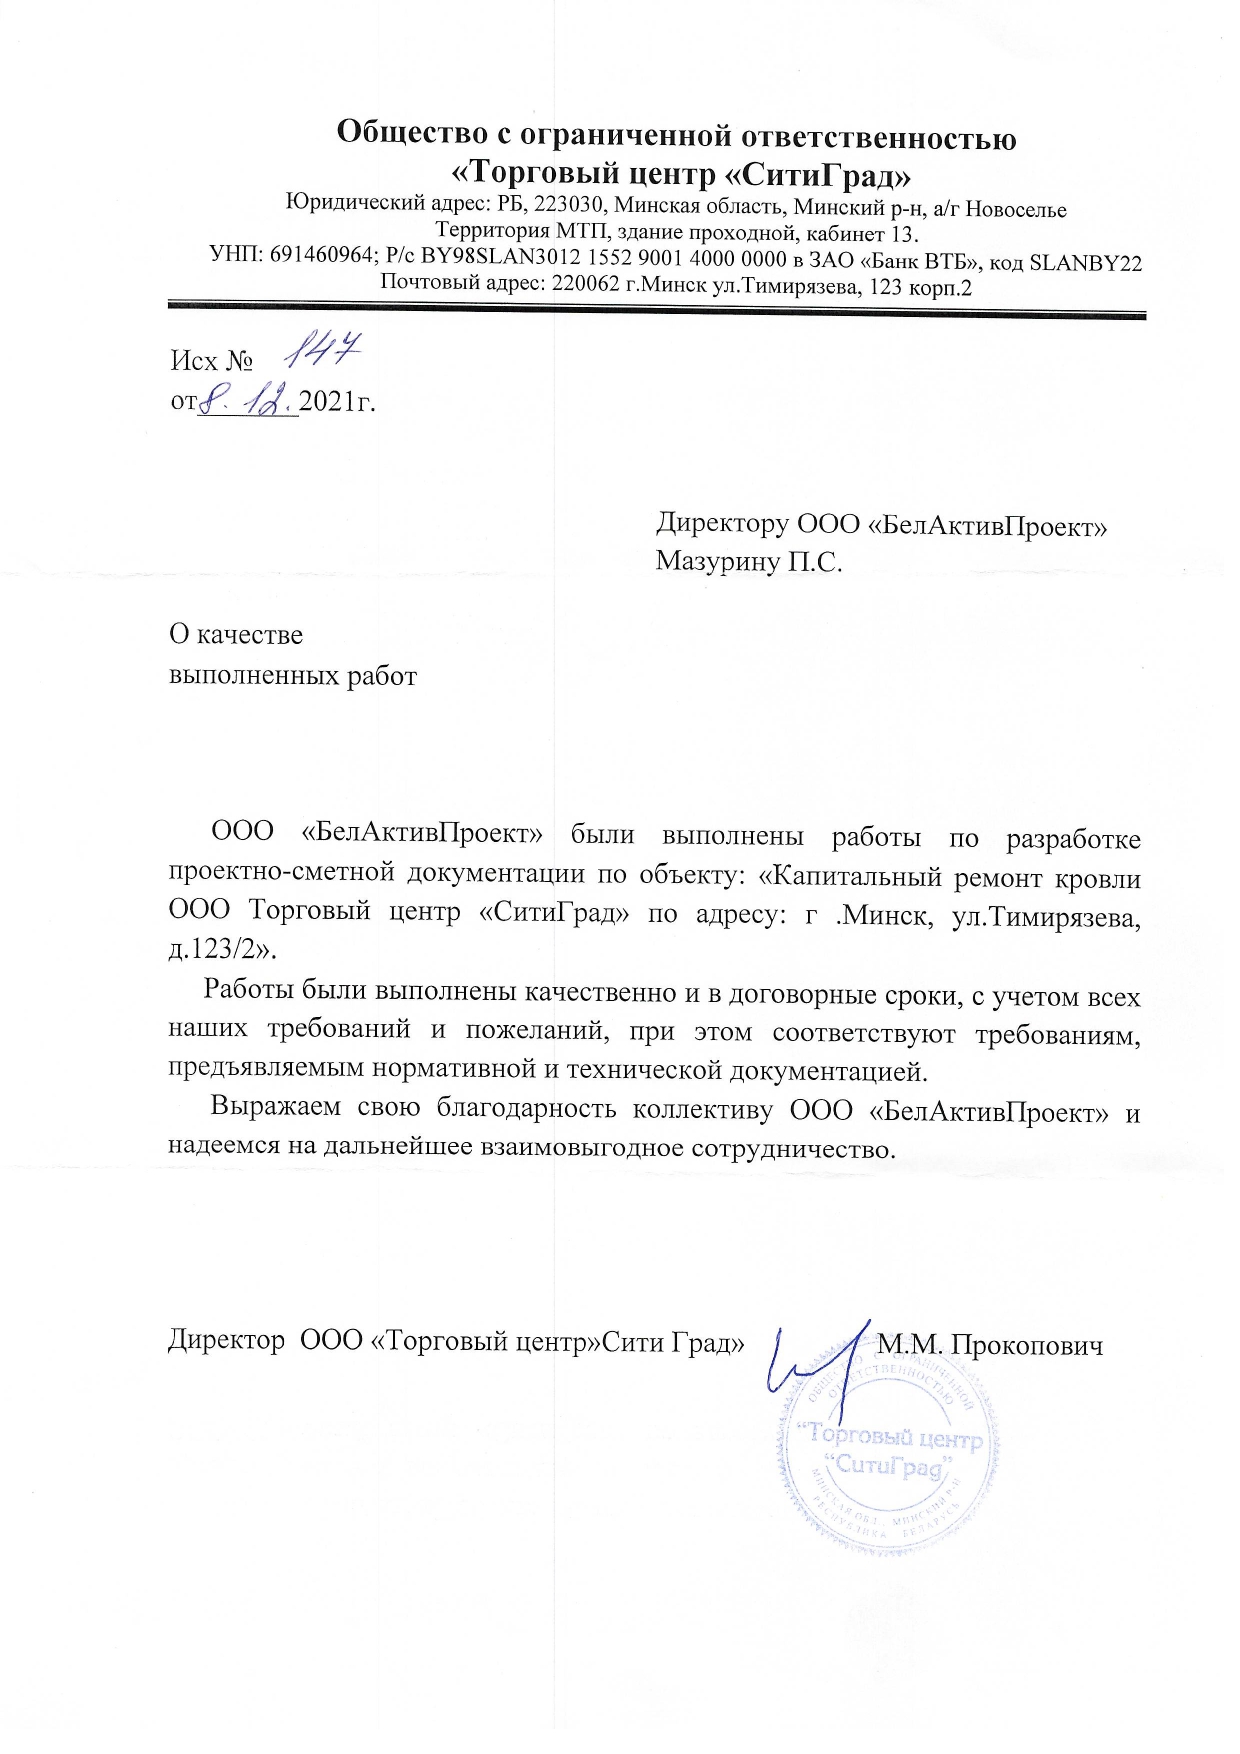 Общество с ограниченной ответственностью
«Торговый центр «СитиГрад»
Юридический адрес: РБ, 223030, Минская область, Минский р-н, а/г Новоселье
Территория МТП, здание проходной, кабинет 13.
УНП: 691460964; Р/с BY98SLAN3012 1552 9001 4000 0000 в ЗАО «Банк ВТБ», код SLANBY22
Почтовый адрес: 220062 г.Минск ул.Тимирязева, 123 корп.2
Исх № 147
от 8. 12. 2021г.
Директору ООО «БелАктивПроект»
Мазурину П.С.
О качестве
выполненных работ
ООО «БелАктивПроект» были выполнены работы по разработке
проектно-сметной документации по объекту: «Капитальный ремонт кровли
ООО Торговый центр «СитиГрад» по адресу: г .Минск, ул.Тимирязева,
д.123/2».
Работы были выполнены качественно и в договорные сроки, с учетом всех
наших требований и пожеланий, при этом соответствуют требованиям,
предъявляемым нормативной и технической документацией.
Выражаем свою благодарность коллективу ООО «БелАктивПроект» и
надеемся на дальнейшее взаимовыгодное сотрудничество.
Директор ООО «Торговый центр»Сити Град» М.М. Прокопович
ОБЩЕСТВО С ОГРАНИЧЕННОЙ
ОТВЕТСТВЕННОСТЬЮ
“Торговый центр
“СитиГрад”
МИНСКАЯ ОБЛ., МИНСКИЙ Р-Н
РЕСПУБЛИКА БЕЛАРУСЬ